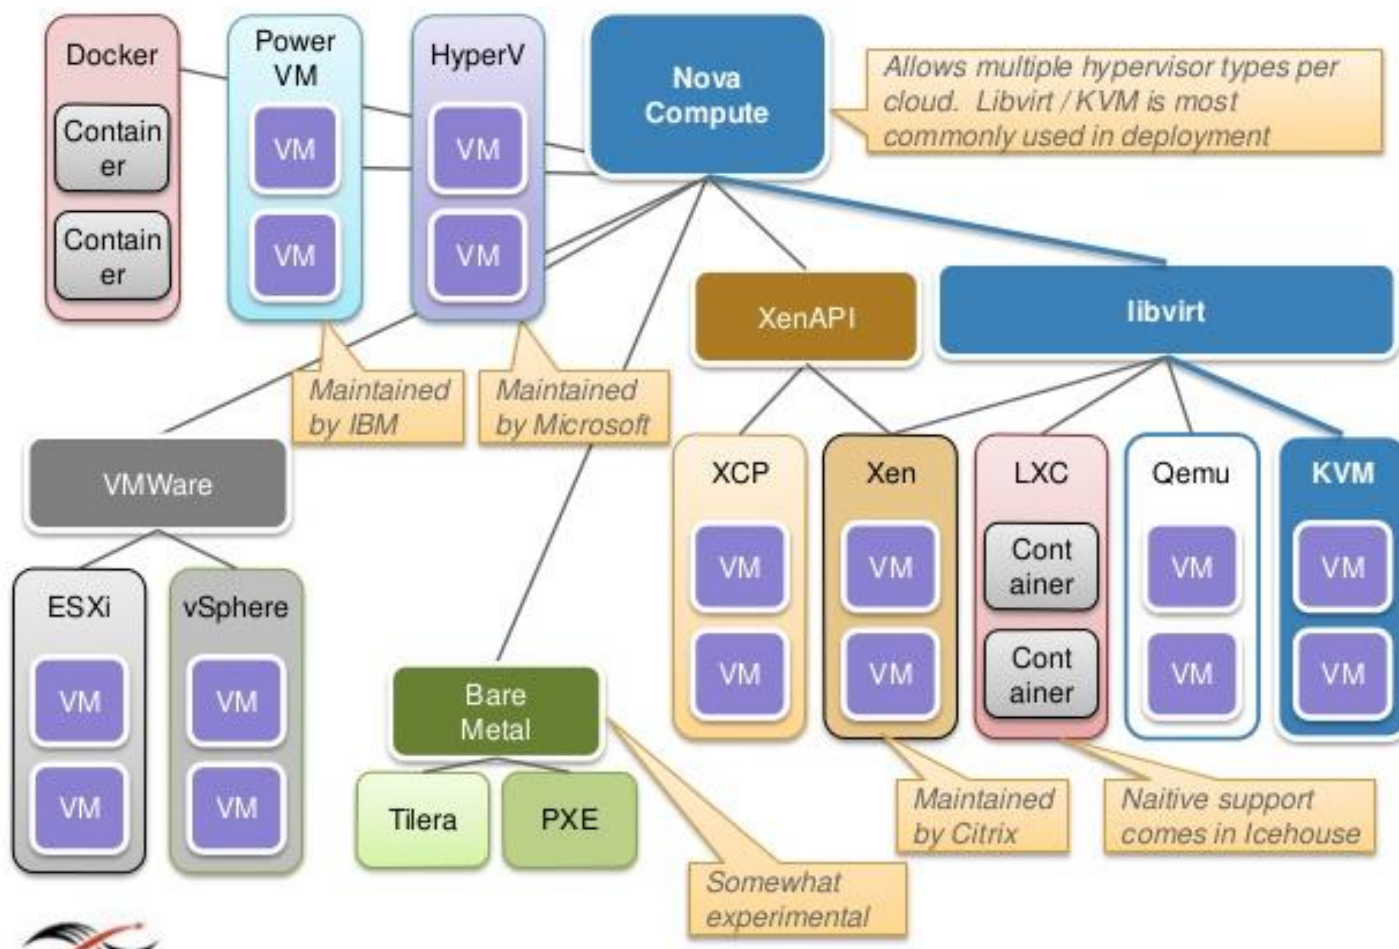 Docker
Contain
er
Contain
er
Power
VM
VM
VM
HyperV
VM
VM
Nova
Compute
Allows multiple hypervisor types per
cloud. Libvirt / KVM is most
commonly used in deployment
XenAPI
libvirt
Maintained
by IBM
Maintained
by Microsoft
VMWare
ESXi
VM
VM
vSphere
VM
VM
Bare
Metal
Tilera
PXE
XCP
VM
VM
Xen
VM
VM
LXC
Cont
ainer
Cont
ainer
Qemu
VM
VM
KVM
VM
VM
Somewhat
experimental
Maintained
by Citrix
Naitive support
comes in Icehouse